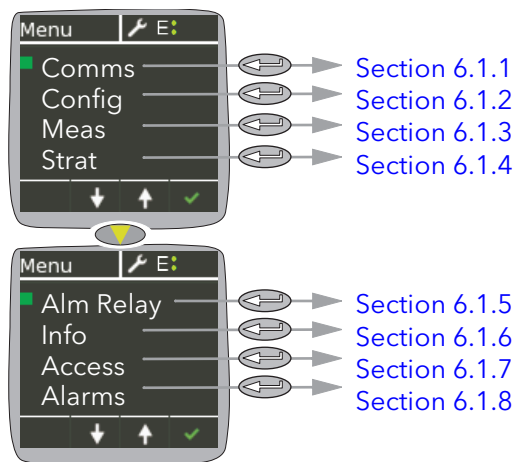 Menu E:
Comms Section 6.1.1
Config Section 6.1.2
Meas Section 6.1.3
Strat Section 6.1.4
Menu E:
Alm Relay Section 6.1.5
Info Section 6.1.6
Access Section 6.1.7
Alarms Section 6.1.8